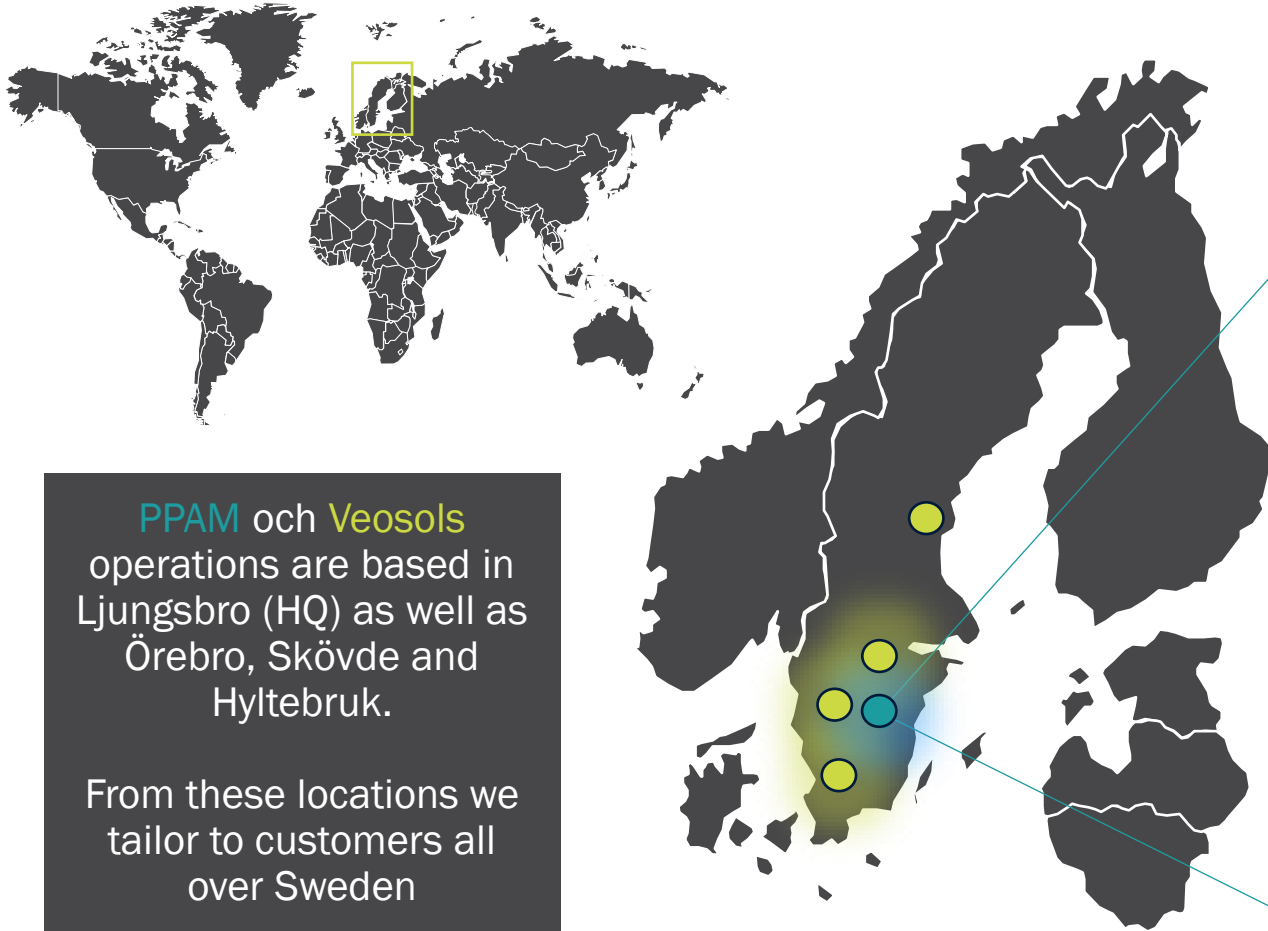 PPAM och Veosols
operations are based in
Ljungsbro (HQ) as well as
Örebro, Skövde and
Hyltebruk.
From these locations we
tailor to customers all
over Sweden